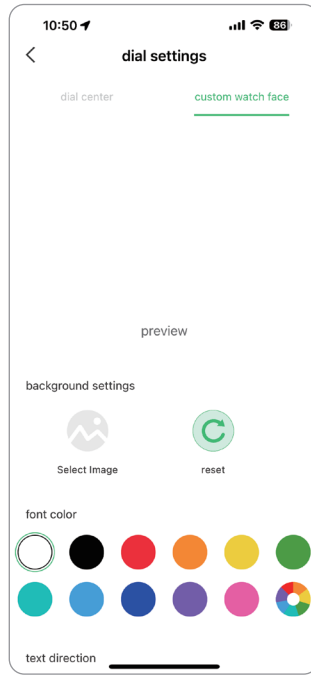 10:50 86
dial settings
dial center custom watch face
preview
background settings
Select Image reset
font color
text direction